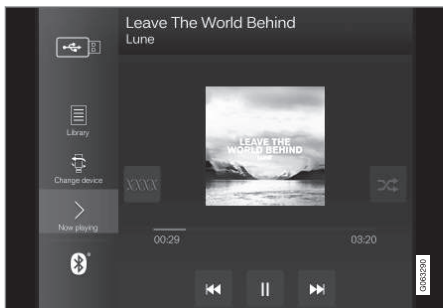 Leave The World Behind
Lune
Library
Change device
Now playing
LEAVE THE
WORLD BEHIND
LUNE
XXXX
00:29
03:20
G063290